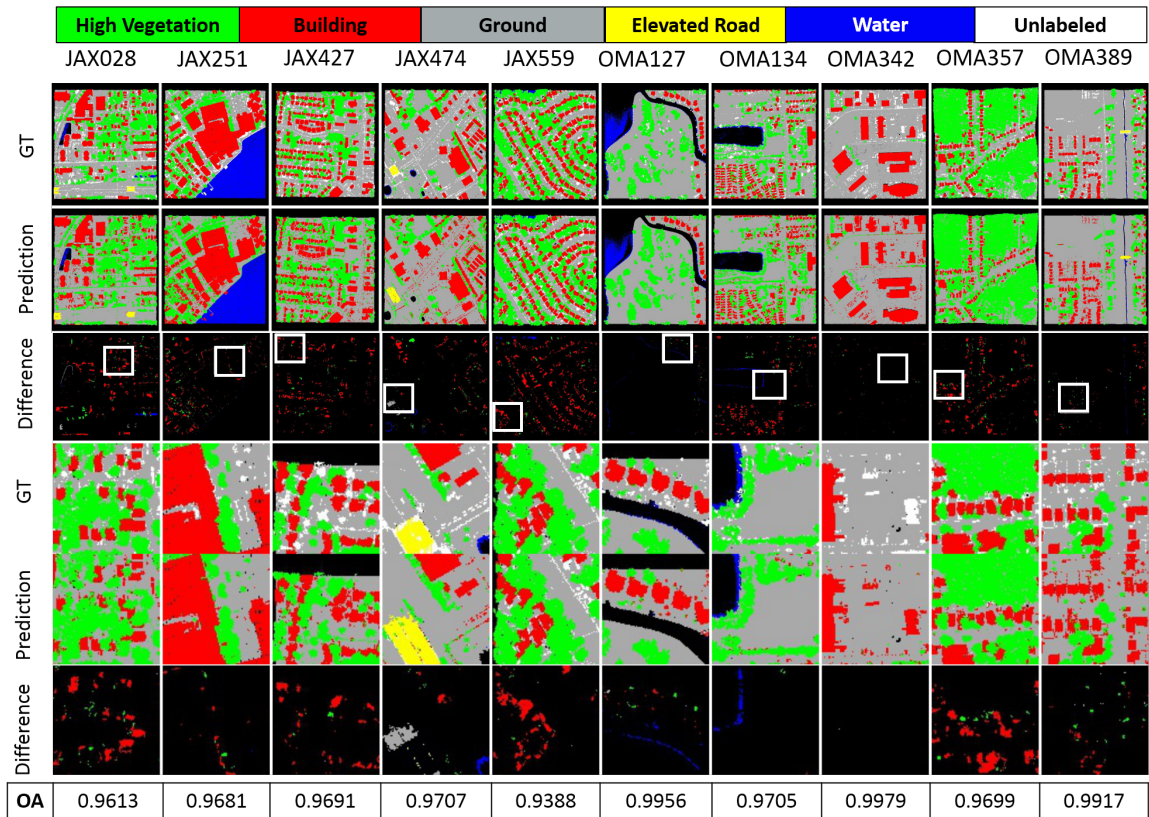 High Vegetation Building Ground Elevated Road Water Unlabeled
JAX028 JAX251 JAX427 JAX474 JAX559 OMA127 OMA134 OMA342 OMA357 OMA389
GT
Prediction
Difference
GT
Prediction
Difference
OA 0.9613 0.9681 0.9691 0.9707 0.9388 0.9956 0.9705 0.9979 0.9699 0.9917